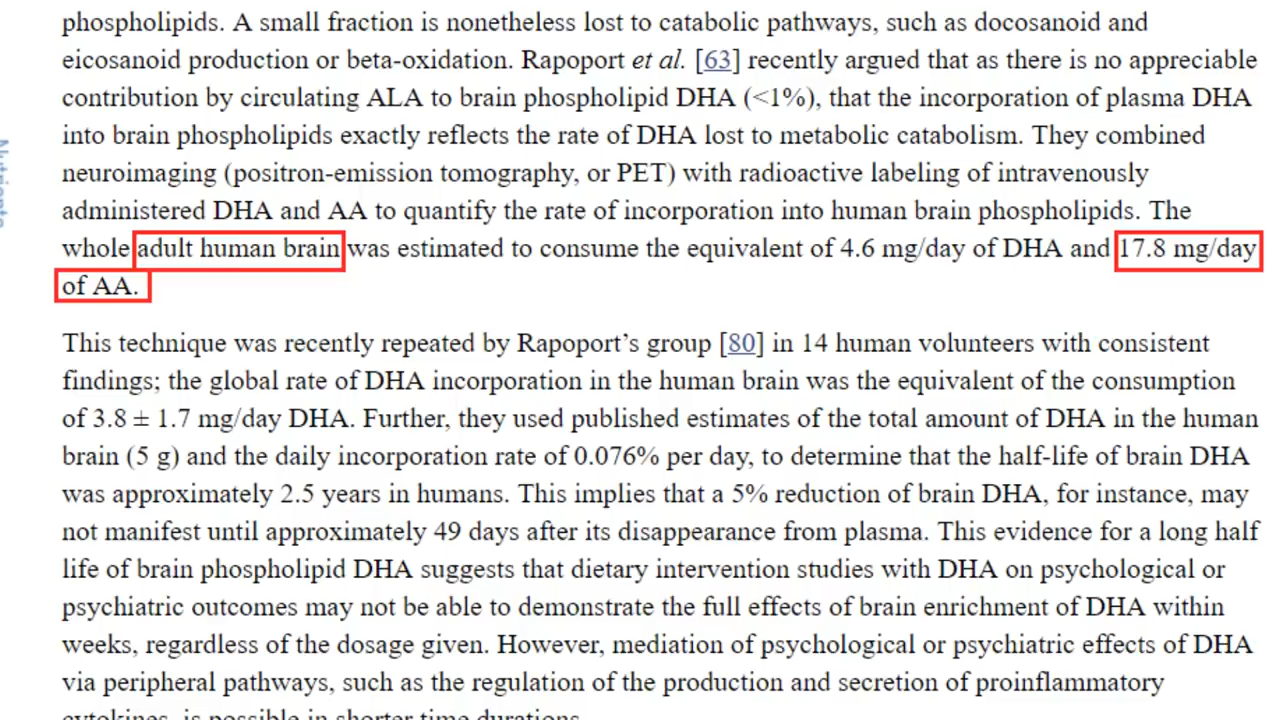 phospholipids. A small fraction is nonetheless lost to catabolic pathways, such as docosanoid and
eicosanoid production or beta-oxidation. Rapoport et al. [63] recently argued that as there is no appreciable
contribution by circulating ALA to brain phospholipid DHA (<1%), that the incorporation of plasma DHA
into brain phospholipids exactly reflects the rate of DHA lost to metabolic catabolism. They combined
neuroimaging (positron-emission tomography, or PET) with radioactive labeling of intravenously
administered DHA and AA to quantify the rate of incorporation into human brain phospholipids. The
whole adult human brain was estimated to consume the equivalent of 4.6 mg/day of DHA and 17.8 mg/day
of AA.
This technique was recently repeated by Rapoport’s group [80] in 14 human volunteers with consistent
findings; the global rate of DHA incorporation in the human brain was the equivalent of the consumption
of 3.8 ± 1.7 mg/day DHA. Further, they used published estimates of the total amount of DHA in the human
brain (5 g) and the daily incorporation rate of 0.076% per day, to determine that the half-life of brain DHA
was approximately 2.5 years in humans. This implies that a 5% reduction of brain DHA, for instance, may
not manifest until approximately 49 days after its disappearance from plasma. This evidence for a long half
life of brain phospholipid DHA suggests that dietary intervention studies with DHA on psychological or
psychiatric outcomes may not be able to demonstrate the full effects of brain enrichment of DHA within
weeks, regardless of the dosage given. However, mediation of psychological or psychiatric effects of DHA
via peripheral pathways, such as the regulation of the production and secretion of proinflammatory
cytokines, is possible in shorter time durations.